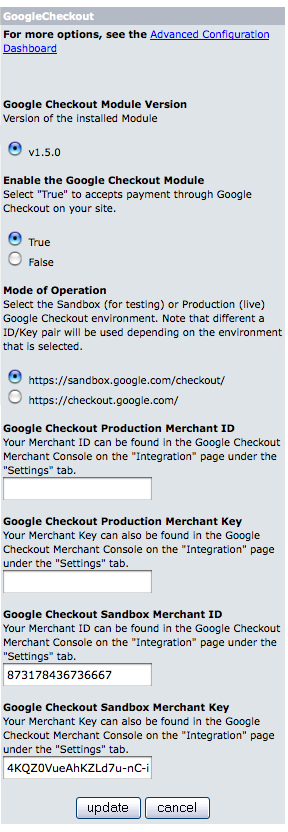 GoogleCheckout
For more options, see the Advanced Configuration
Dashboard
Google Checkout Module Version
Version of the installed Module
v1.5.0
Enable the Google Checkout Module
Select "True" to accepts payment through Google
Checkout on your site.
True
False
Mode of Operation
Select the Sandbox (for testing) or Production (live)
Google Checkout environment. Note that different a
ID/Key pair will be used depending on the environment
that is selected.
https://sandbox.google.com/checkout/
https://checkout.google.com/
Google Checkout Production Merchant ID
Your Merchant ID can be found in the Google Checkout
Merchant Console on the "Integration" page under the
"Settings" tab.
Google Checkout Production Merchant Key
Your Merchant Key can also be found in the Google
Checkout Merchant Console on the "Integration" page
under the "Settings" tab.
Google Checkout Sandbox Merchant ID
Your Merchant ID can be found in the Google Checkout
Merchant Console on the "Integration" page under the
"Settings" tab.
873178436736667
Google Checkout Sandbox Merchant Key
Your Merchant Key can also be found in the Google
Checkout Merchant Console on the "Integration" page
under the "Settings" tab.
4KQZ0VueAhKZLd7u-nC-i
update cancel